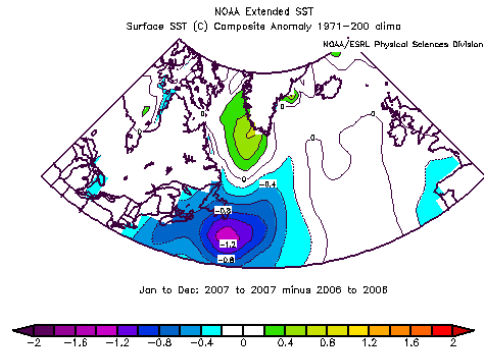 NOAA Extended SST
Surface SST (C) Composite Anomaly 1971-200 clima
NOAA/ESRL Physical Sciences Division
0
0
0
0
-0.4
-0.8
-1.2
-0.8
Jan to Dec: 2007 to 2007 minus 2006 to 2006
-2 -1.6 -1.2 -0.8 -0.4 0 0.4 0.8 1.2 1.6 2